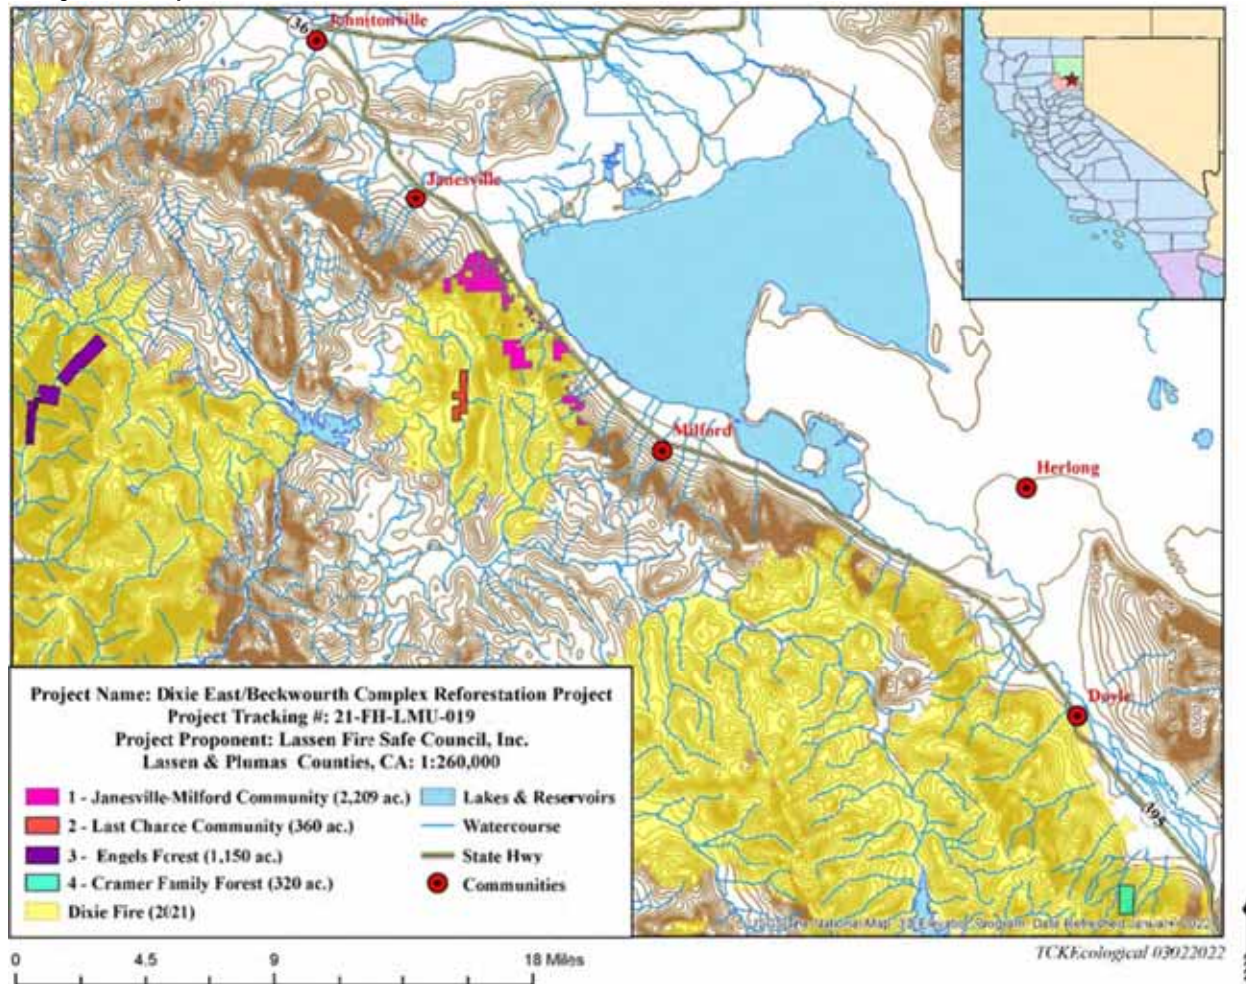 Johnstonville
36
Janesville
Milford
Herlong
4000
Doyle
395
Project Name: Dixie East/Beckwourth Complex Reforestation Project
Project Tracking #: 21-FH-LMU-019
Project Proponent: Lassen Fire Safe Council, Inc.
Lassen & Plumas Counties, CA: 1:260,000
1 - Janesville-Milford Community (2,209 ac.)
Lakes & Reservoirs
2 - Last Chance Community (360 ac.)
Watercourse
3 - Engels Forest (1,150 ac.)
State Hwy
4 - Cramer Family Forest (320 ac.)
Communities
Dixie Fire (2021)
National Map
TCKEcological 03022022
0 4.5 9 18 Miles